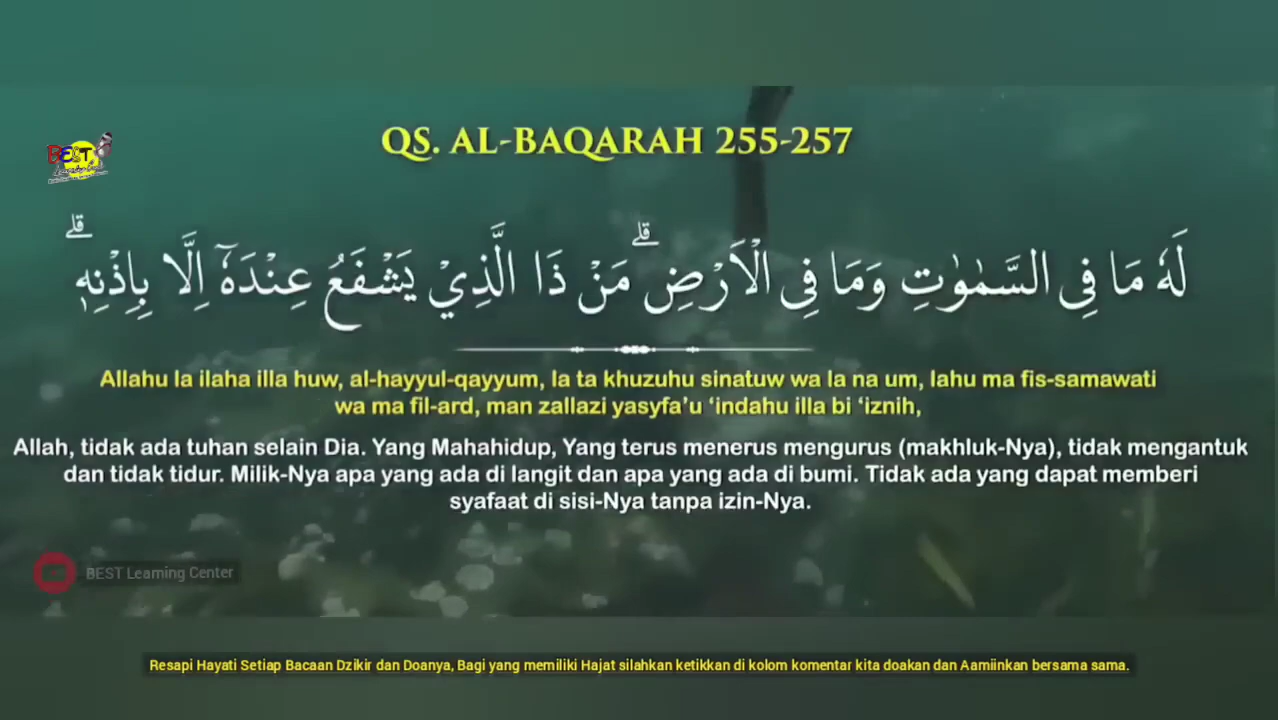 QS. AL-BAQARAH 255-257
BEST
لَهٗ مَا فِى السَّمٰوٰتِ وَمَا فِى الْاَرْضِۗ مَنْ ذَا الَّذِيْ يَشْفَعُ عِنْدَهٗٓ اِلَّا بِاِذْنِهٖۗ
Allahu la ilaha illa huw, al-hayyul-qayyum, la ta khuzuhu sinatuw wa la na um, lahu ma fis-samawati
wa ma fil-ard, man zallazi yasyfa’u ‘indahu illa bi ‘iznih,
Allah, tidak ada tuhan selain Dia. Yang Mahahidup, Yang terus menerus mengurus (makhluk-Nya), tidak mengantuk
dan tidak tidur. Milik-Nya apa yang ada di langit dan apa yang ada di bumi. Tidak ada yang dapat memberi
syafaat di sisi-Nya tanpa izin-Nya.
BEST Learning Center
Resapi Hayati Setiap Bacaan Dzikir dan Doanya, Bagi yang memiliki Hajat silahkan ketikkan di kolom komentar kita doakan dan Aamiinkan bersama sama.